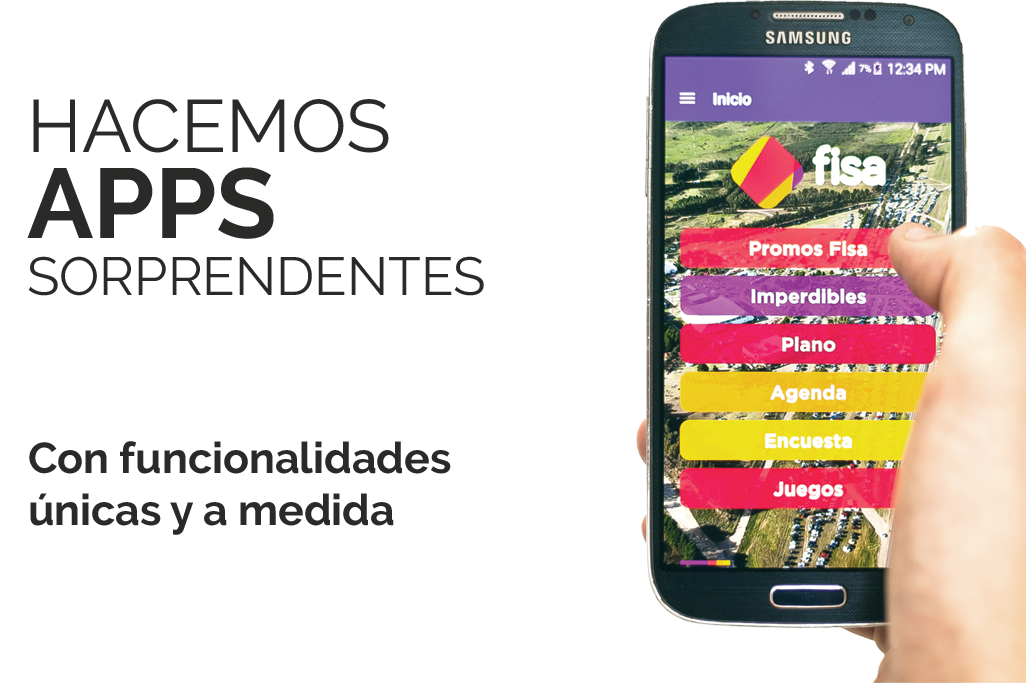 HACEMOS
APPS
SORPRENDENTES
Con funcionalidades
únicas y a medida
SAMSUNG
7% 12:34 PM
Inicio
fisa
Promos Fisa
Imperdibles
Plano
Agenda
Encuesta
Juegos